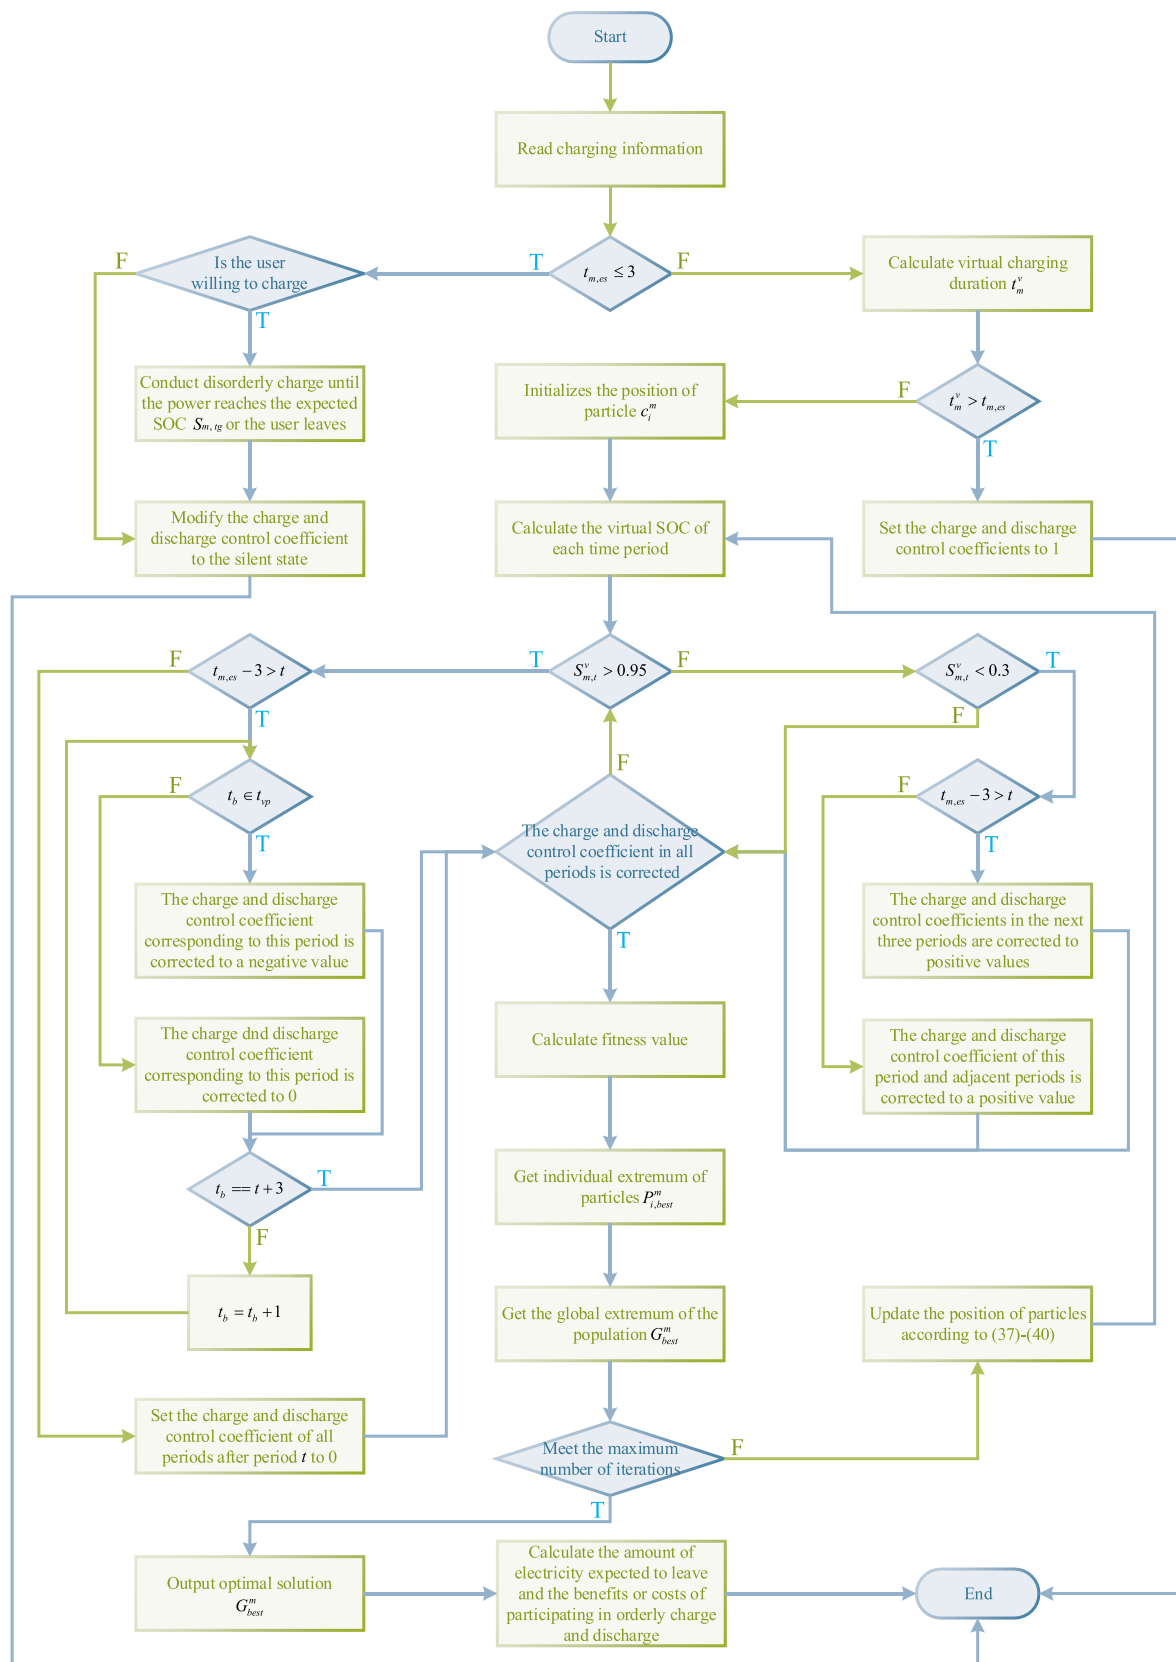 Start
Read charging information
Is the user
willing to charge
F
T
t_{m,es} ≤ 3
T
F
Calculate virtual charging
duration t_m^v
Conduct disorderly charge until
the power reaches the expected
SOC S_{m,tg} or the user leaves
Initializes the position of
particle c_i^m
F
t_m^v > t_{m,es}
T
Modify the charge and
discharge control coefficient
to the silent state
Calculate the virtual SOC of
each time period
Set the charge and discharge
control coefficients to 1
F
t_{m,es} − 3 > t
T
T
S_{m,t}^v > 0.95
F
S_{m,t}^v < 0.3
T
F
F
t_b ∈ t_{vp}
T
F
The charge and discharge
control coefficient in all
periods is corrected
T
F
t_{m,es} − 3 > t
T
The charge and discharge
control coefficient
corresponding to this period is
corrected to a negative value
The charge and discharge
control coefficients in the next
three periods are corrected to
positive values
The charge dnd discharge
control coefficient
corresponding to this period is
corrected to 0
Calculate fitness value
The charge and discharge
control coefficient of this
period and adjacent periods is
corrected to a positive value
t_b == t + 3
T
F
Get individual extremum of
particles P_{i,best}^m
t_b = t_b + 1
Get the global extremum of the
population G_{best}^m
Update the position of particles
according to (37)-(40)
Set the charge and discharge
control coefficient of all
periods after period t to 0
Meet the maximum
number of iterations
F
T
Output optimal solution
G_{best}^m
Calculate the amount of
electricity expected to leave
and the benefits or costs of
participating in orderly charge
and discharge
End